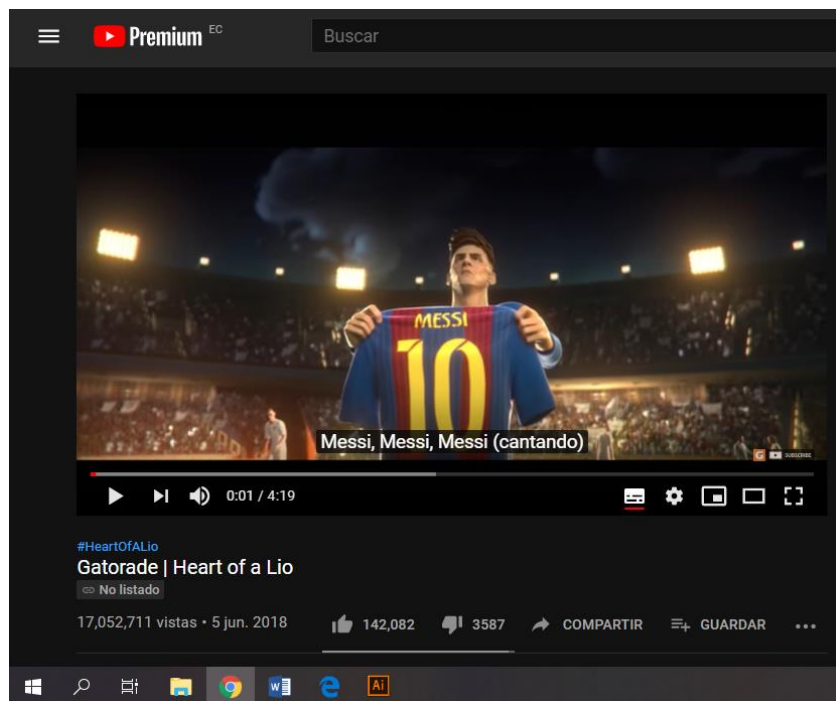 Premium EC
Buscar
MESSI
10
Messi, Messi, Messi (cantando)
G SUBSCRIBE
0:01 / 4:19
#HeartOfALio
Gatorade | Heart of a Lio
No listado
17,052,711 vistas • 5 jun. 2018 142,082 3587 COMPARTIR GUARDAR
W Ai